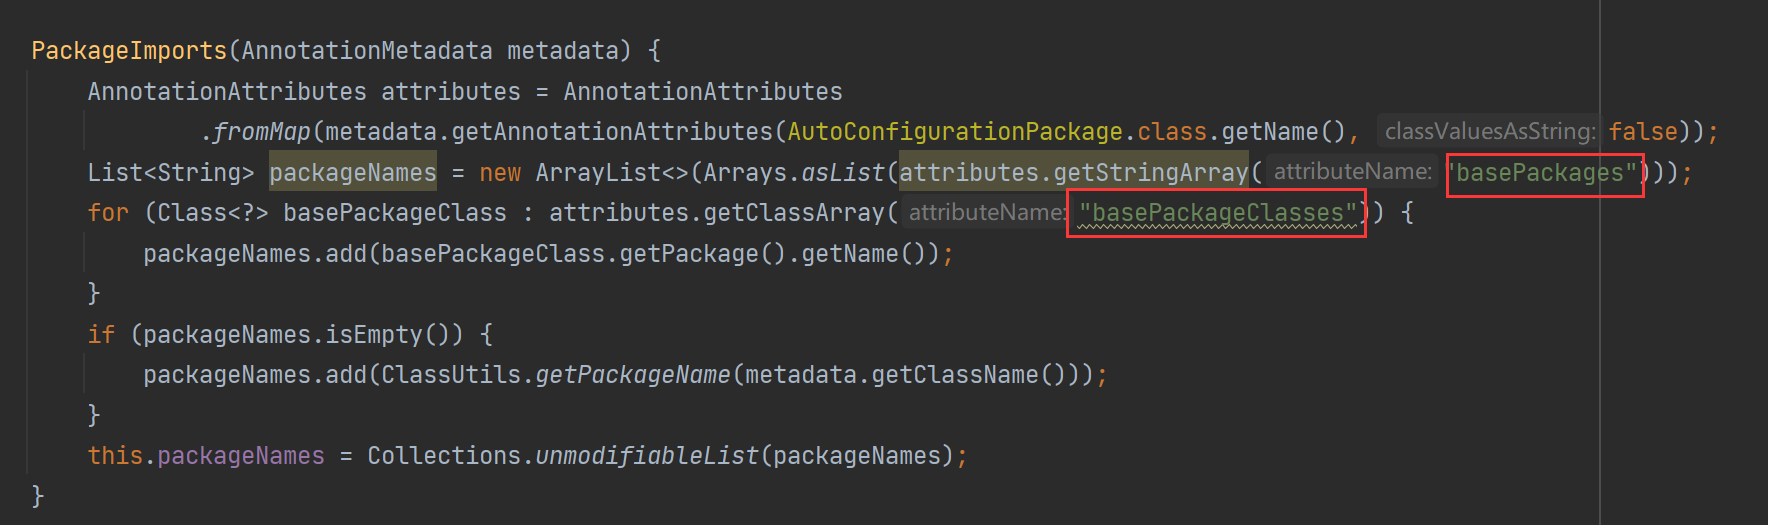 PackageImports(AnnotationMetadata metadata) {
AnnotationAttributes attributes = AnnotationAttributes
.fromMap(metadata.getAnnotationAttributes(AutoConfigurationPackage.class.getName(), classValuesAsString: false));
List<String> packageNames = new ArrayList<>(Arrays.asList(attributes.getStringArray( attributeName: "basePackages")));
for (Class<?> basePackageClass : attributes.getClassArray( attributeName: "basePackageClasses")) {
packageNames.add(basePackageClass.getPackage().getName());
}
if (packageNames.isEmpty()) {
packageNames.add(ClassUtils.getPackageName(metadata.getClassName()));
}
this.packageNames = Collections.unmodifiableList(packageNames);
}